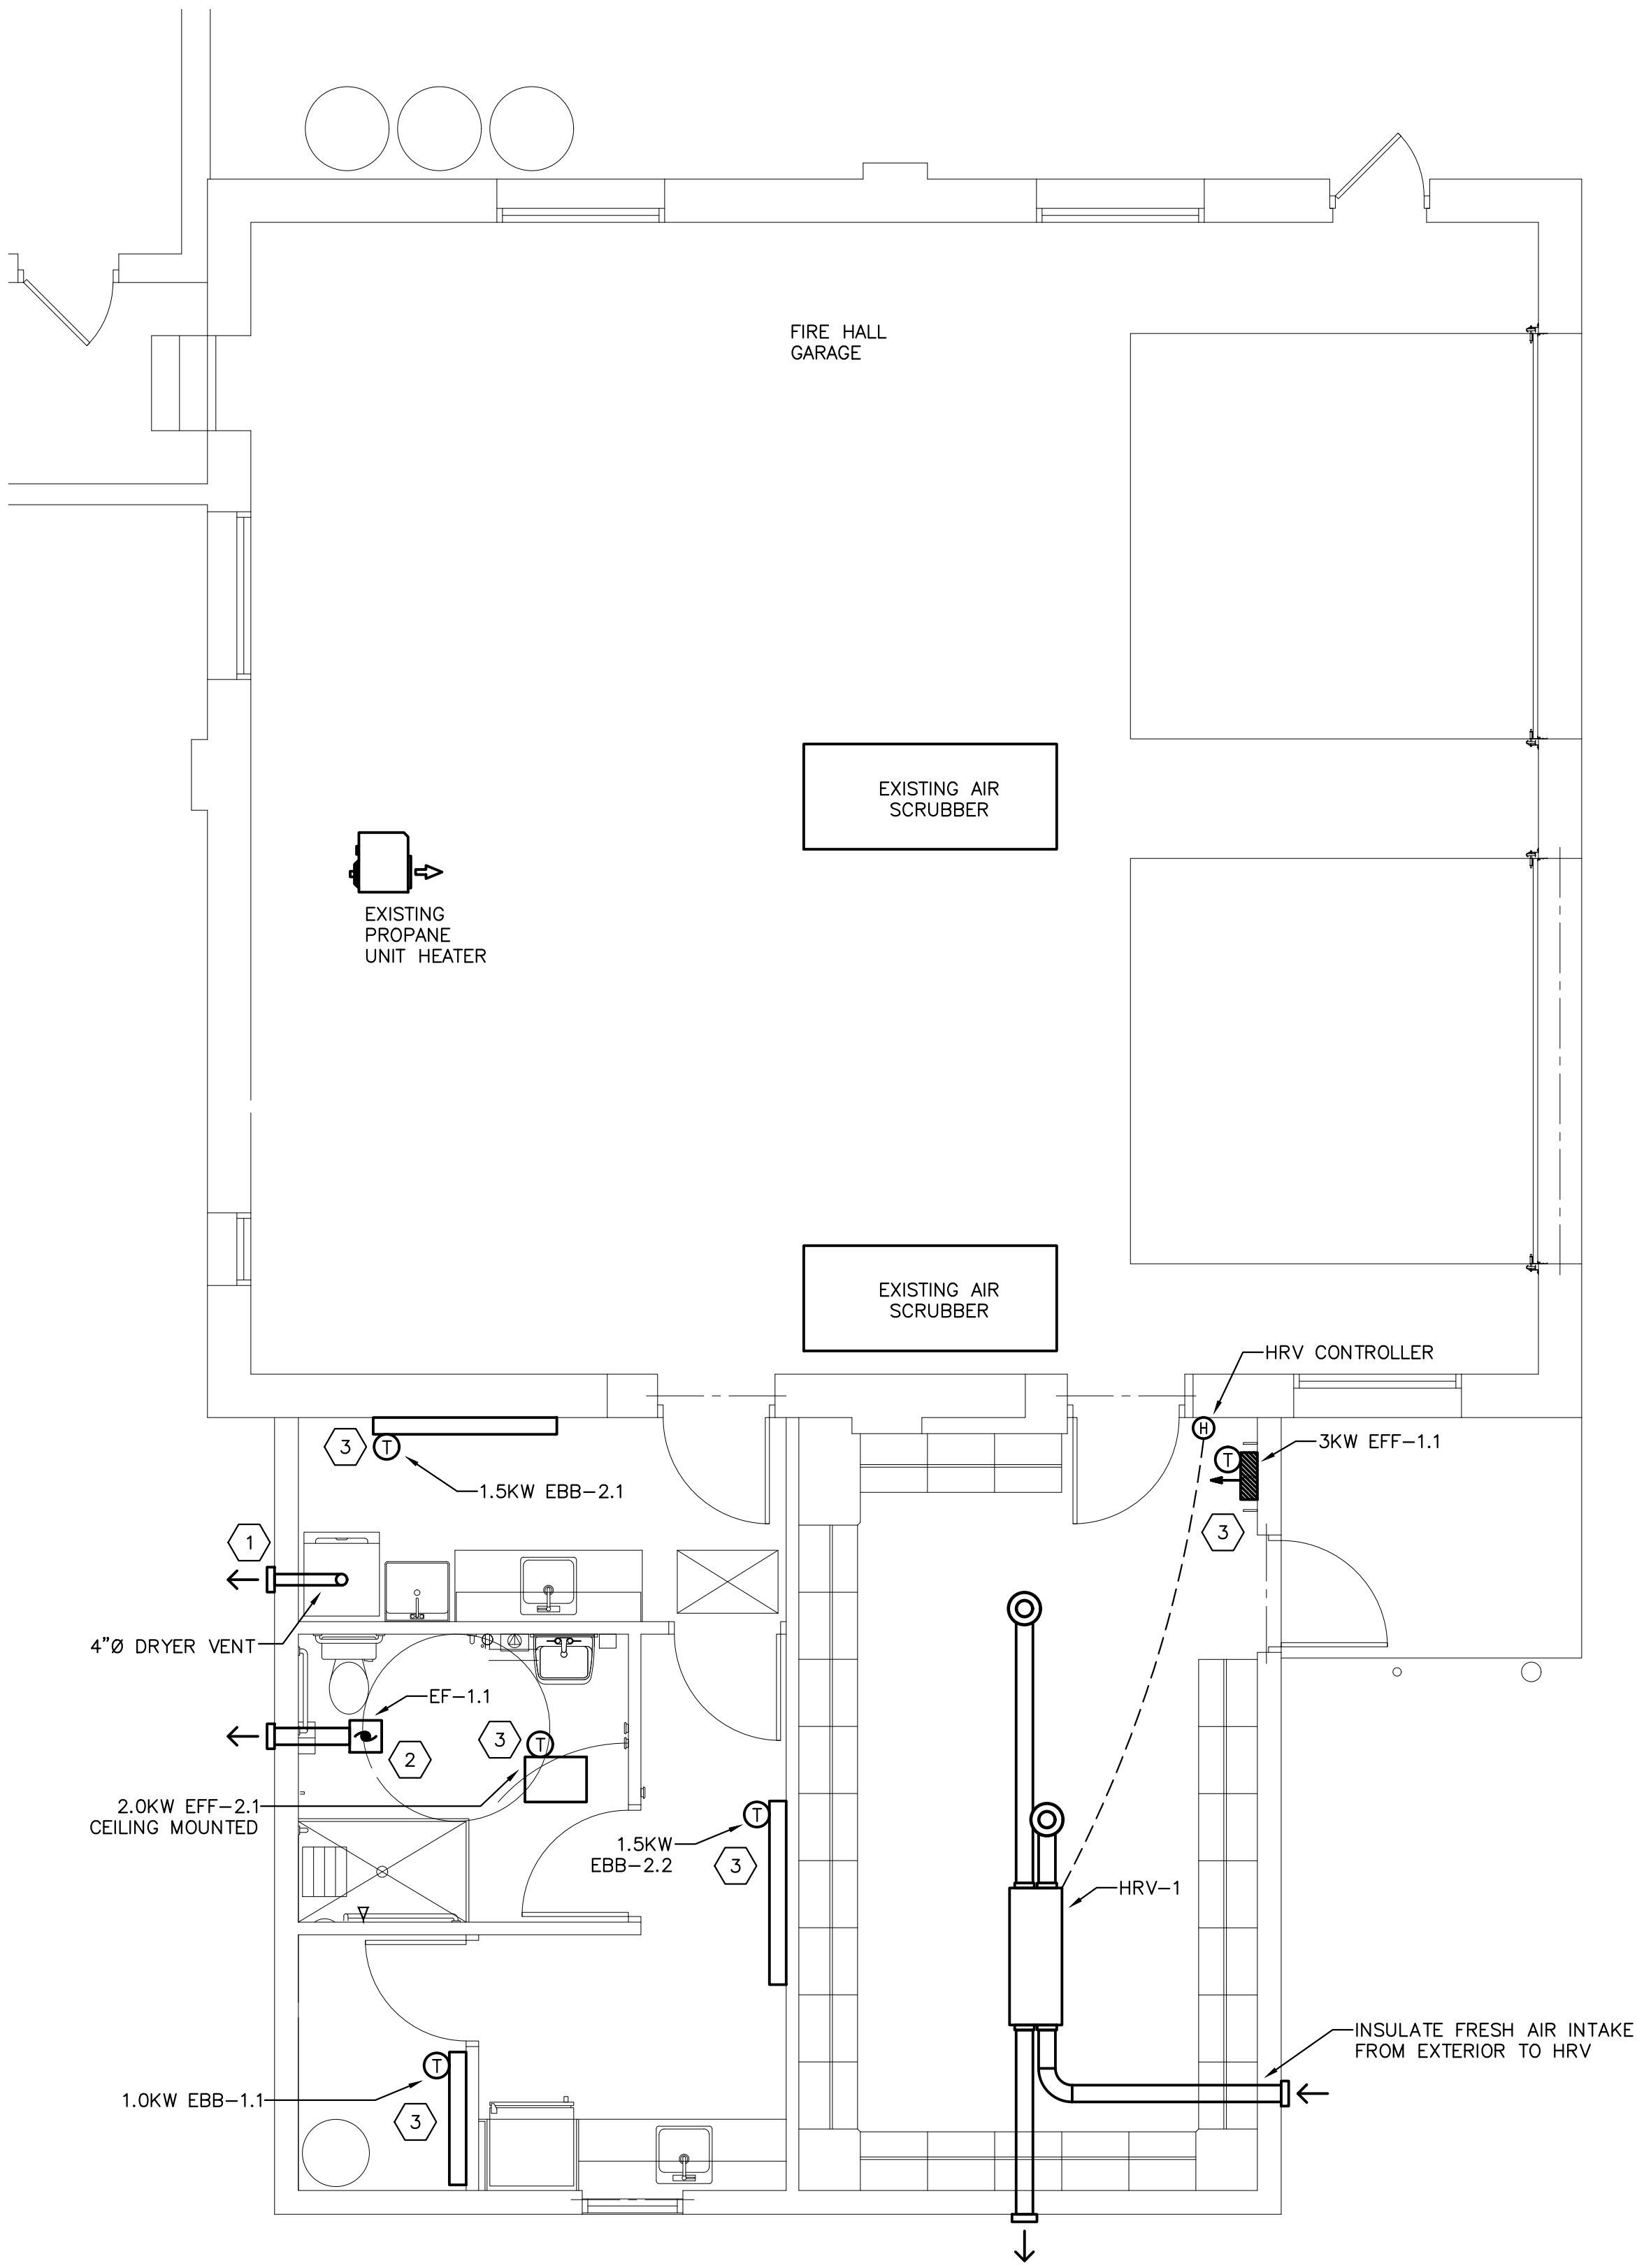 FIRE HALL
GARAGE
EXISTING AIR
SCRUBBER
EXISTING
PROPANE
UNIT HEATER
EXISTING AIR
SCRUBBER
HRV CONTROLLER
H
3KW EFF-1.1
T
3
3
T
1.5KW EBB-2.1
1
4"Ø DRYER VENT
EF-1.1
2
3
T
2.0KW EFF-2.1
CEILING MOUNTED
T
1.5KW
EBB-2.2
3
HRV-1
INSULATE FRESH AIR INTAKE
FROM EXTERIOR TO HRV
T
1.0KW EBB-1.1
3